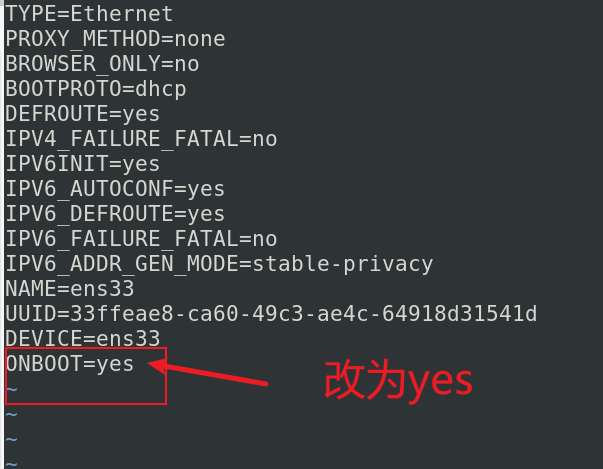 TYPE=Ethernet
PROXY_METHOD=none
BROWSER_ONLY=no
BOOTPROTO=dhcp
DEFROUTE=yes
IPV4_FAILURE_FATAL=no
IPV6INIT=yes
IPV6_AUTOCONF=yes
IPV6_DEFROUTE=yes
IPV6_FAILURE_FATAL=no
IPV6_ADDR_GEN_MODE=stable-privacy
NAME=ens33
UUID=33ffeae8-ca60-49c3-ae4c-64918d31541d
DEVICE=ens33
ONBOOT=yes
改为yes
~
~
~
~